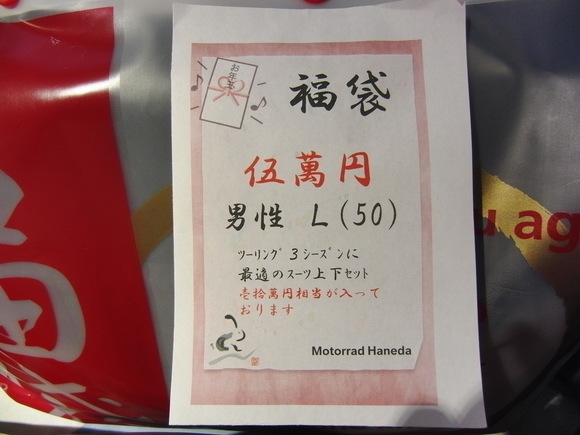 お年玉
福袋
伍萬円
男性 L(50)
ﾂｰﾘﾝｸﾞ 3 ｼｰｽﾞﾝに
最適のｽｰﾂ上下ｾｯﾄ
壱拾萬円相当が入って
おります
Motorrad Haneda
u ag
福